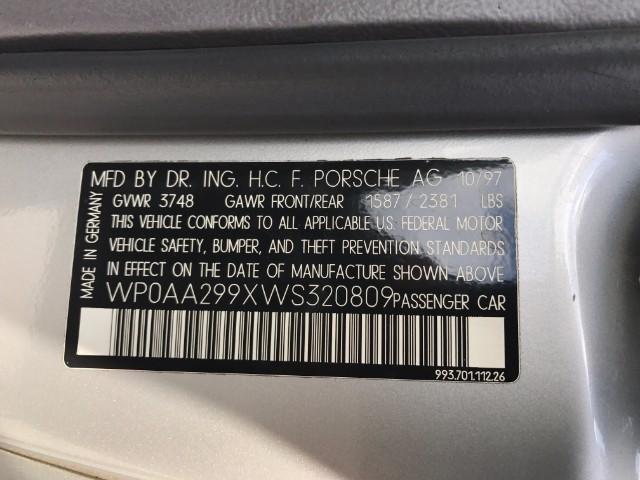 MFD BY DR. ING. H.C. F. PORSCHE AG 10/97
GVWR 3748 GAWR FRONT/REAR 1587 / 2381 LBS
THIS VEHICLE CONFORMS TO ALL APPLICABLE U.S. FEDERAL MOTOR
VEHICLE SAFETY, BUMPER, AND THEFT PREVENTION STANDARDS
IN EFFECT ON THE DATE OF MANUFACTURE SHOWN ABOVE
WP0AA299XWS320809 PASSENGER CAR
993.701.112.26
MADE IN GERMANY